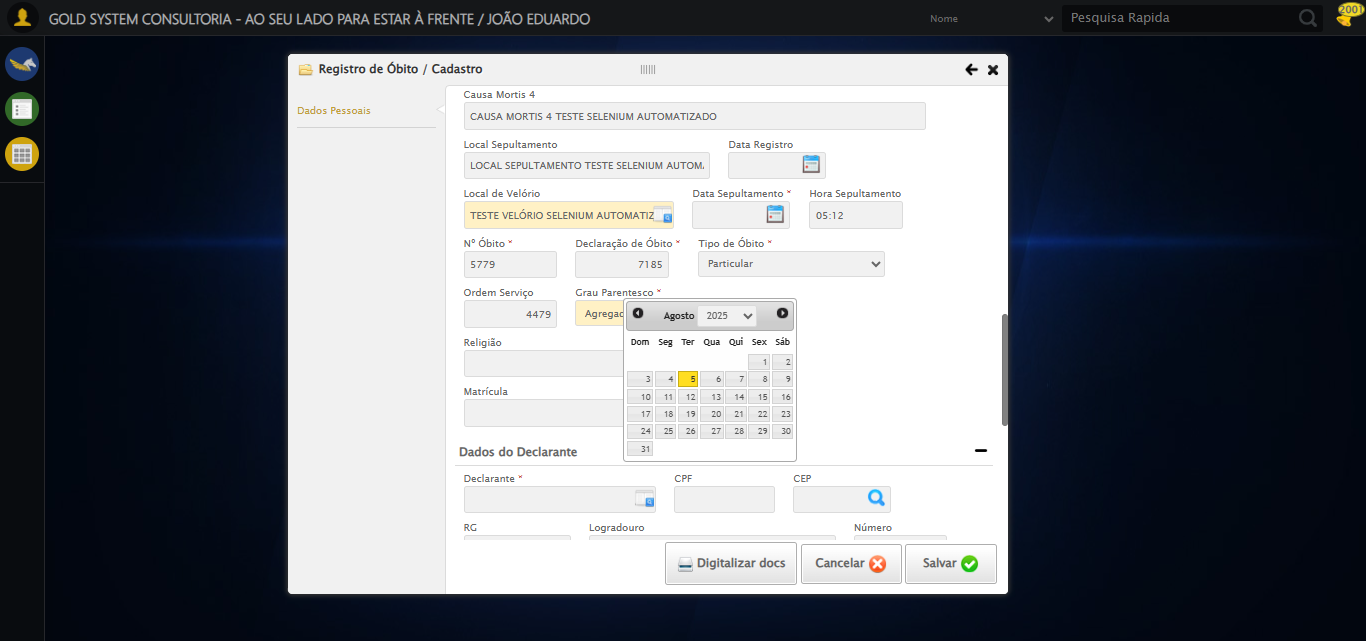 GOLD SYSTEM CONSULTORIA - AO SEU LADO PARA ESTAR À FRENTE / JOÃO EDUARDO
Nome
Pesquisa Rapida
2001
Registro de Óbito / Cadastro
Dados Pessoais
Causa Mortis 4
CAUSA MORTIS 4 TESTE SELENIUM AUTOMATIZADO
Local Sepultamento Data Registro
LOCAL SEPULTAMENTO TESTE SELENIUM AUTOM
Local de Velório Data Sepultamento * Hora Sepultamento
TESTE VELÓRIO SELENIUM AUTOMATIZ 05:12
Nº Óbito * Declaração de Óbito * Tipo de Óbito *
5779 7185 Particular
Ordem Serviço Grau Parentesco *
4479 Agregad
Agosto 2025
Dom Seg Ter Qua Qui Sex Sáb
1 2
3 4 5 6 7 8 9
10 11 12 13 14 15 16
17 18 19 20 21 22 23
24 25 26 27 28 29 30
31
Religião
Matrícula
Dados do Declarante
Declarante * CPF CEP
RG Logradouro Número
Digitalizar docs Cancelar Salvar